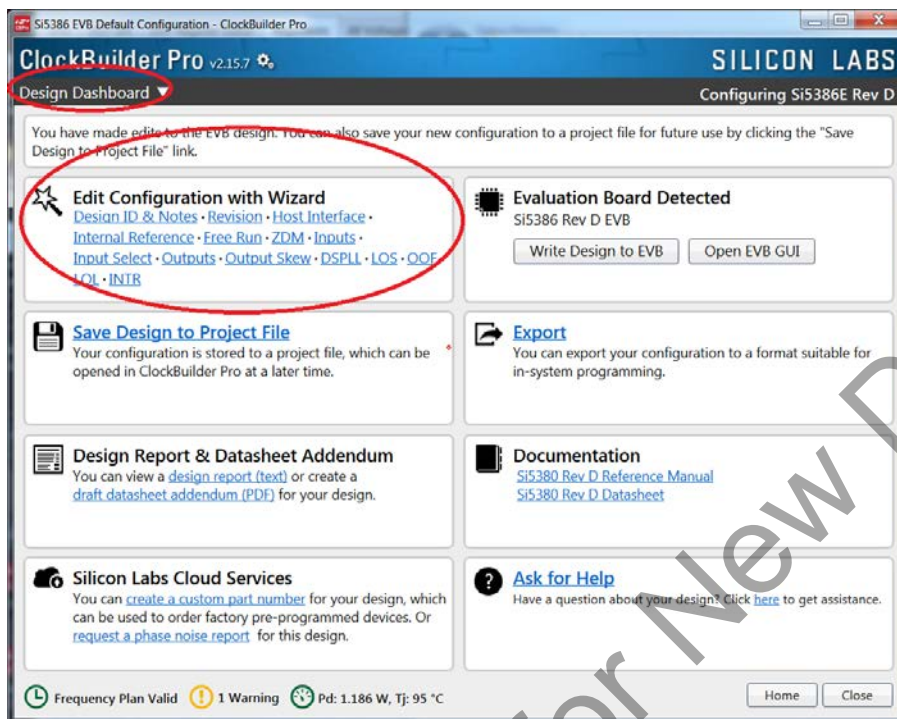 Si5386 EVB Default Configuration - ClockBuilder Pro
ClockBuilder Pro v2.15.7
SILICON LABS
Design Dashboard ▼
Configuring Si5386E Rev D
You have made edits to the EVB design. You can also save your new configuration to a project file for future use by clicking the "Save
Design to Project File" link.
Edit Configuration with Wizard
Design ID & Notes · Revision · Host Interface ·
Internal Reference · Free Run · ZDM · Inputs ·
Input Select · Outputs · Output Skew · DSPLL · LOS · OOF
LOL · INTR
Evaluation Board Detected
Si5386 Rev D EVB
Write Design to EVB
Open EVB GUI
Save Design to Project File
Your configuration is stored to a project file, which can be
opened in ClockBuilder Pro at a later time.
Export
You can export your configuration to a format suitable for
in-system programming.
Design Report & Datasheet Addendum
You can view a design report (text) or create a
draft datasheet addendum (PDF) for your design.
Documentation
Si5380 Rev D Reference Manual
Si5380 Rev D Datasheet
Silicon Labs Cloud Services
You can create a custom part number for your design, which
can be used to order factory pre-programmed devices. Or
request a phase noise report for this design.
Ask for Help
Have a question about your design? Click here to get assistance.
Frequency Plan Valid
1 Warning
Pd: 1.186 W, Tj: 95 °C
Home
Close
for New D